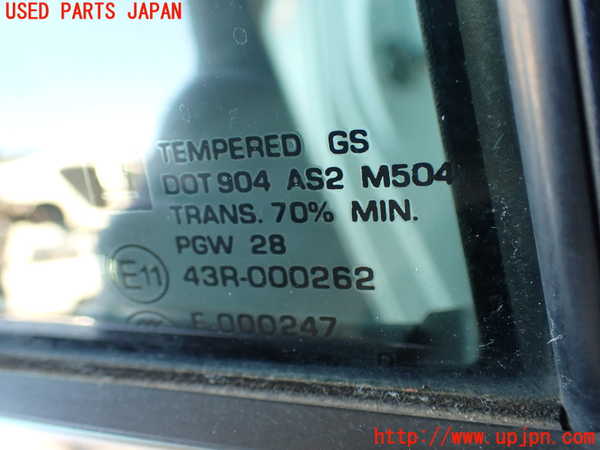 USED PARTS JAPAN
TEMPERED GS
DOT 904 AS2 M504
TRANS. 70% MIN.
PGW 28
E11 43R-000262
E-000247
http://www.upjpn.com/